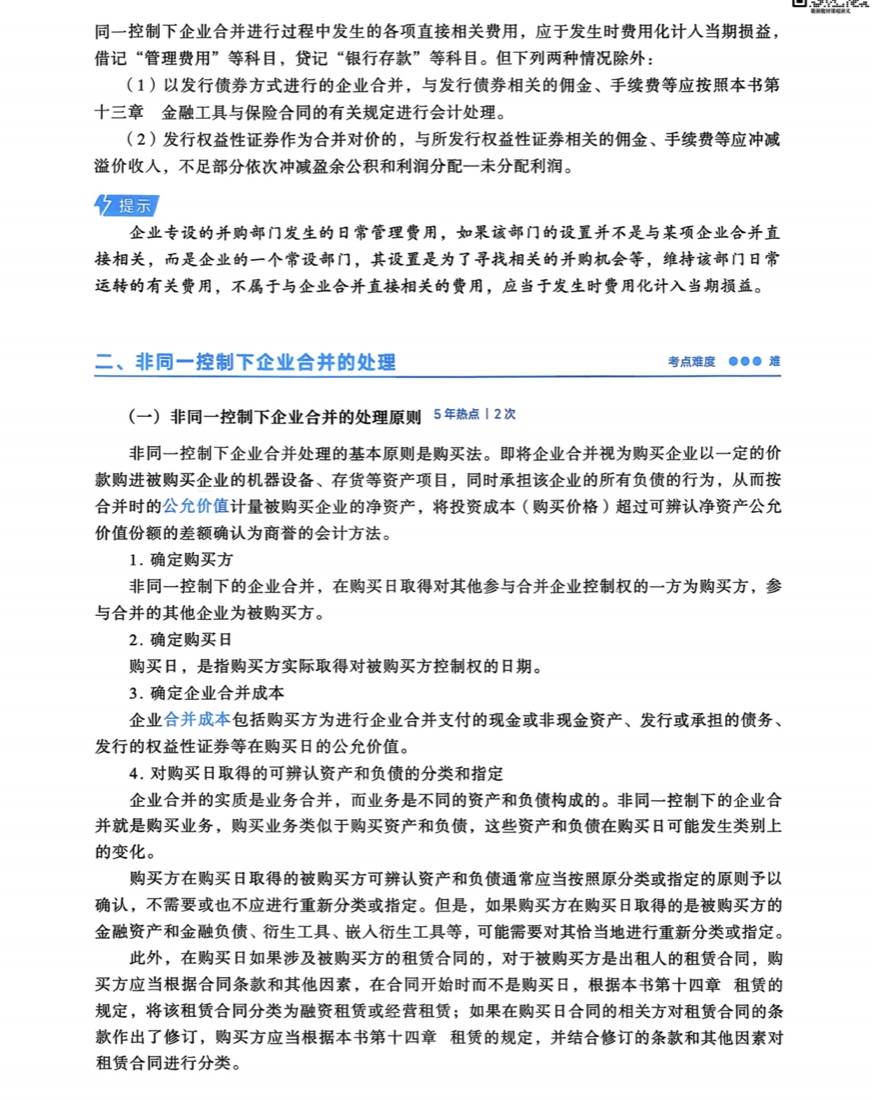 同一控制下企业合并进行过程中发生的各项直接相关费用，应于发生时费用化计入当期损益，
借记“管理费用”等科目，贷记“银行存款”等科目。但下列两种情况除外：
（1）以发行债券方式进行的企业合并，与发行债券相关的佣金、手续费等应按照本书第
十三章　金融工具与保险合同的有关规定进行会计处理。
（2）发行权益性证券作为合并对价的，与所发行权益性证券相关的佣金、手续费等应冲减
溢价收入，不足部分依次冲减盈余公积和利润分配—未分配利润。
提示
企业专设的并购部门发生的日常管理费用，如果该部门的设置并不是与某项企业合并直
接相关，而是企业的一个常设部门，其设置是为了寻找相关的并购机会等，维持该部门日常
运转的有关费用，不属于与企业合并直接相关的费用，应当于发生时费用化计入当期损益。
二、非同一控制下企业合并的处理 考点难度 ●●● 难
（一）非同一控制下企业合并的处理原则 5年热点丨2次
非同一控制下企业合并处理的基本原则是购买法。即将企业合并视为购买企业以一定的价
款购进被购买企业的机器设备、存货等资产项目，同时承担该企业的所有负债的行为，从而按
合并时的公允价值计量被购买企业的净资产，将投资成本（购买价格）超过可辨认净资产公允
价值份额的差额确认为商誉的会计方法。
1. 确定购买方
非同一控制下的企业合并，在购买日取得对其他参与合并企业控制权的一方为购买方，参
与合并的其他企业为被购买方。
2. 确定购买日
购买日，是指购买方实际取得对被购买方控制权的日期。
3. 确定企业合并成本
企业合并成本包括购买方为进行企业合并支付的现金或非现金资产、发行或承担的债务、
发行的权益性证券等在购买日的公允价值。
4. 对购买日取得的可辨认资产和负债的分类和指定
企业合并的实质是业务合并，而业务是不同的资产和负债构成的。非同一控制下的企业合
并就是购买业务，购买业务类似于购买资产和负债，这些资产和负债在购买日可能发生类别上
的变化。
购买方在购买日取得的被购买方可辨认资产和负债通常应当按照原分类或指定的原则予以
确认，不需要或也不应进行重新分类或指定。但是，如果购买方在购买日取得的是被购买方的
金融资产和金融负债、衍生工具、嵌入衍生工具等，可能需要对其恰当地进行重新分类或指定。
此外，在购买日如果涉及被购买方的租赁合同的，对于被购买方是出租人的租赁合同，购
买方应当根据合同条款和其他因素，在合同开始时而不是购买日，根据本书第十四章　租赁的
规定，将该租赁合同分类为融资租赁或经营租赁；如果在购买日合同的相关方对租赁合同的条
款作出了修订，购买方应当根据本书第十四章　租赁的规定，并结合修订的条款和其他因素对
租赁合同进行分类。